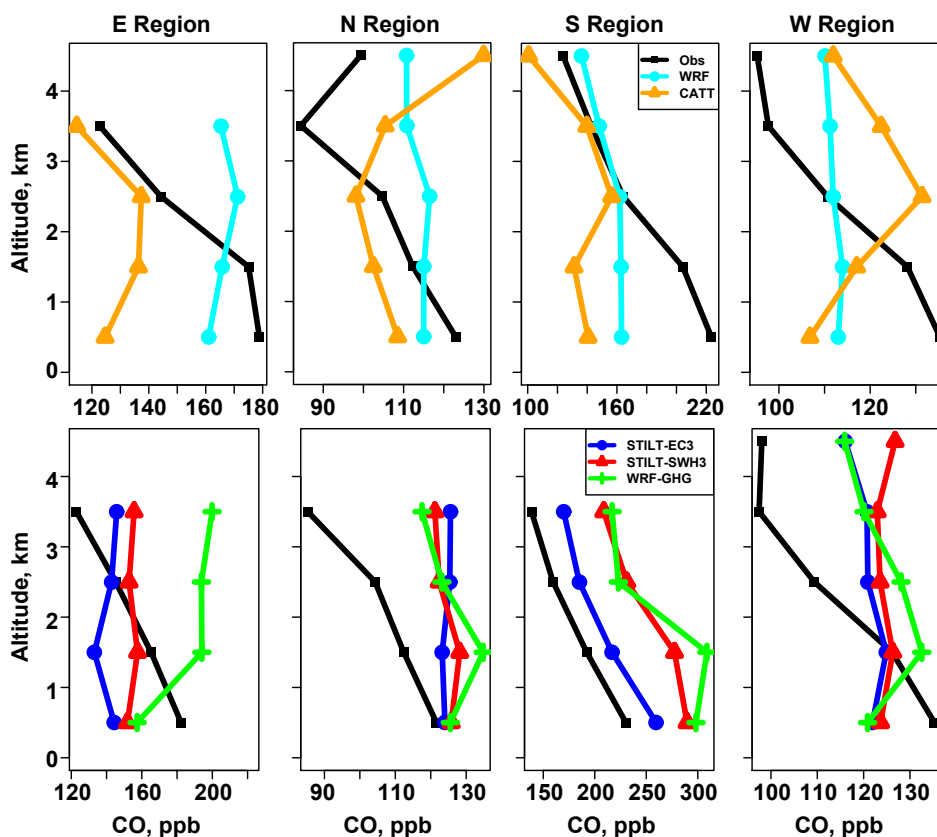 E Region N Region S Region W Region
Obs
WRF
CATT
Altitude, km
0 1 2 3 4
120 140 160 180
90 110 130
100 160 220
100 120
STILT-EC3
STILT-SWH3
WRF-GHG
Altitude, km
0 1 2 3 4
120 160 200
90 110 130
150 200 250 300
100 110 120 130
CO, ppb CO, ppb CO, ppb CO, ppb